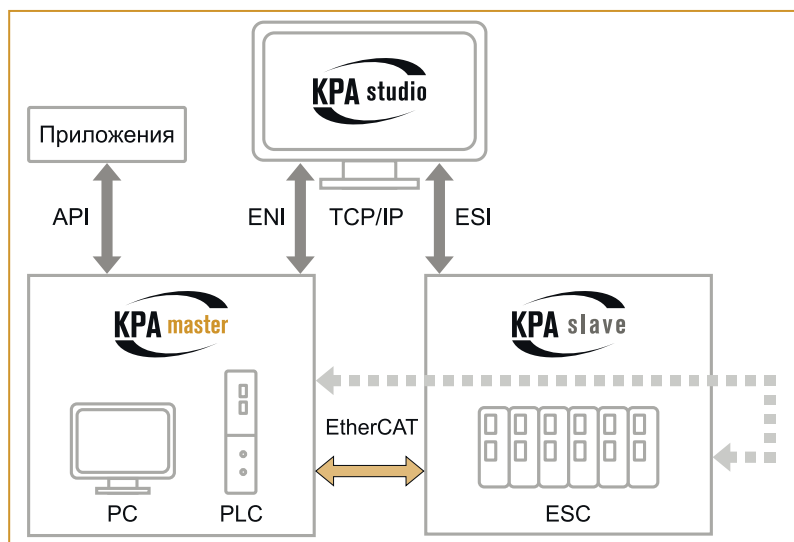 KPA studio
Приложения
API
ENI
TCP/IP
ESI
KPA master
KPA slave
EtherCAT
PC
PLC
ESC